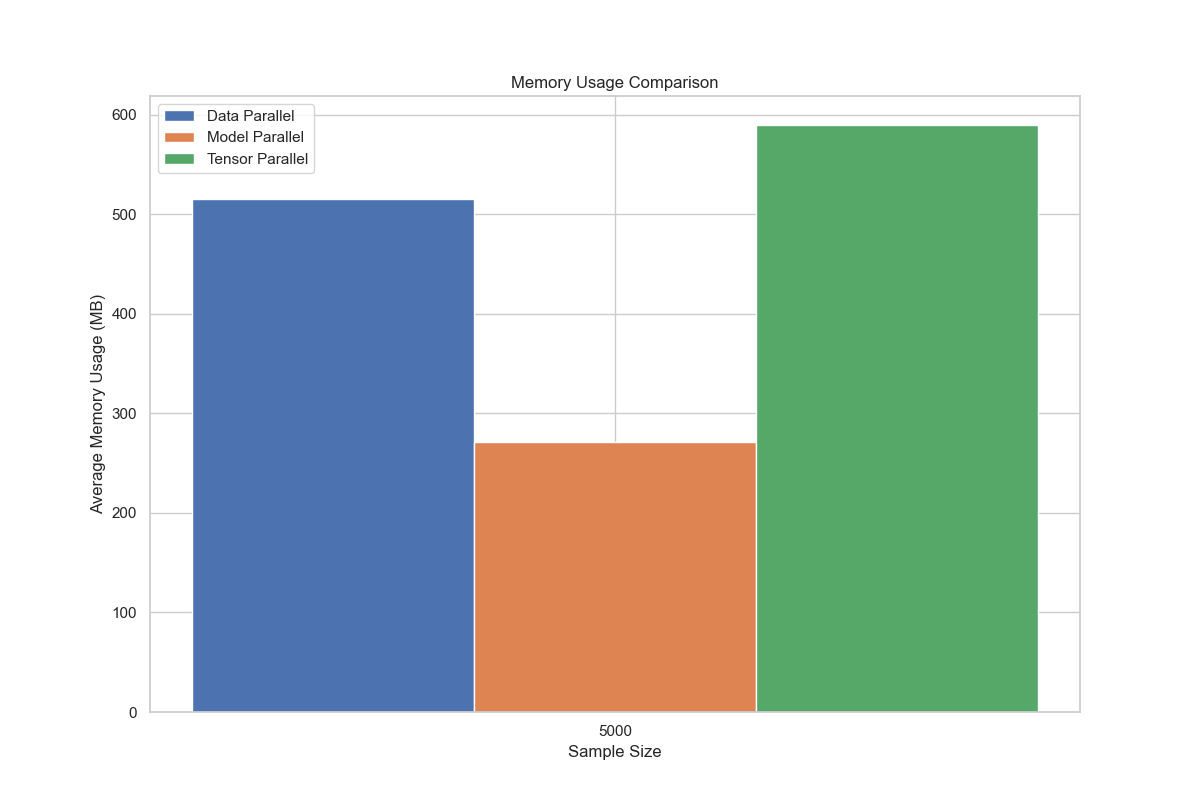 Memory Usage Comparison
Data Parallel
Model Parallel
Tensor Parallel
600
500
400
300
200
100
0
Average Memory Usage (MB)
5000
Sample Size